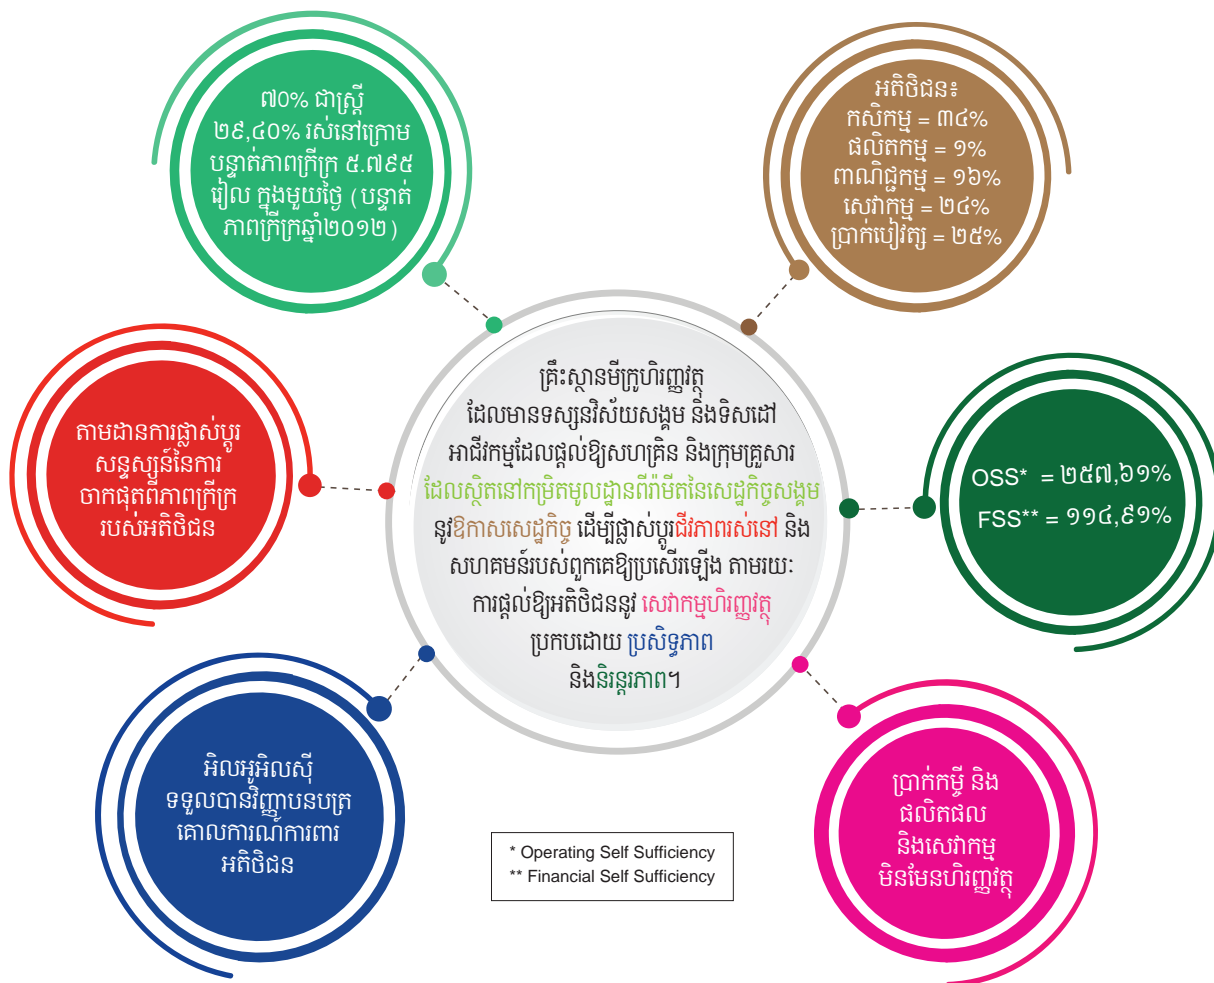 ៧0% ជាស្ត្រី
២៩,៤០% រស់នៅក្រោម
បន្ទាត់ភាពក្រីក្រ ៥.៧៩៥
រៀល ក្នុងមួយថ្ងៃ (បន្ទាត់
ភាពក្រីក្រឆ្នាំ២០១២)
អតិថិជន៖
កសិកម្ម = ៣៤%
ផលិតកម្ម = ១%
ពាណិជ្ជកម្ម = ១៦%
សេវាកម្ម = ២៤%
ប្រាក់បៀវត្ស = ២៥%
តាមដានការផ្លាស់ប្តូរ
សន្ទស្សន៍នៃការ
ចាកផុតពីភាពក្រីក្រ
របស់អតិថិជន
គ្រឹះស្ថានមីក្រូហិរញ្ញវត្ថុ
ដែលមានទស្សនវិស័យសង្គម និងទិសដៅ
អាជីវកម្មដែលផ្តល់ឱ្យសហគ្រិន និងក្រុមគ្រួសារ
ដែលស្ថិតនៅកម្រិតមូលដ្ឋានពីរ៉ាមីតនៃសេដ្ឋកិច្ចសង្គម
នូវឱកាសសេដ្ឋកិច្ច ដើម្បីផ្លាស់ប្តូរជីវភាពរស់នៅ និង
សហគមន៍របស់ពួកគេឱ្យប្រសើរឡើង តាមរយៈ
ការផ្តល់ឱ្យអតិថិជននូវ សេវាកម្មហិរញ្ញវត្ថុ
ប្រកបដោយ ប្រសិទ្ធភាព
និងនិរន្តរភាព។
OSS* = ២៥៧,៦១%
FSS** = ១១៤,៩១%
អិលអូអិលស៊ី
ទទួលបានវិញ្ញាបនបត្រ
គោលការណ៍ការពារ
អតិថិជន
ប្រាក់កម្ចី និង
ផលិតផល
និងសេវាកម្ម
មិនមែនហិរញ្ញវត្ថុ
* Operating Self Sufficiency
** Financial Self Sufficiency